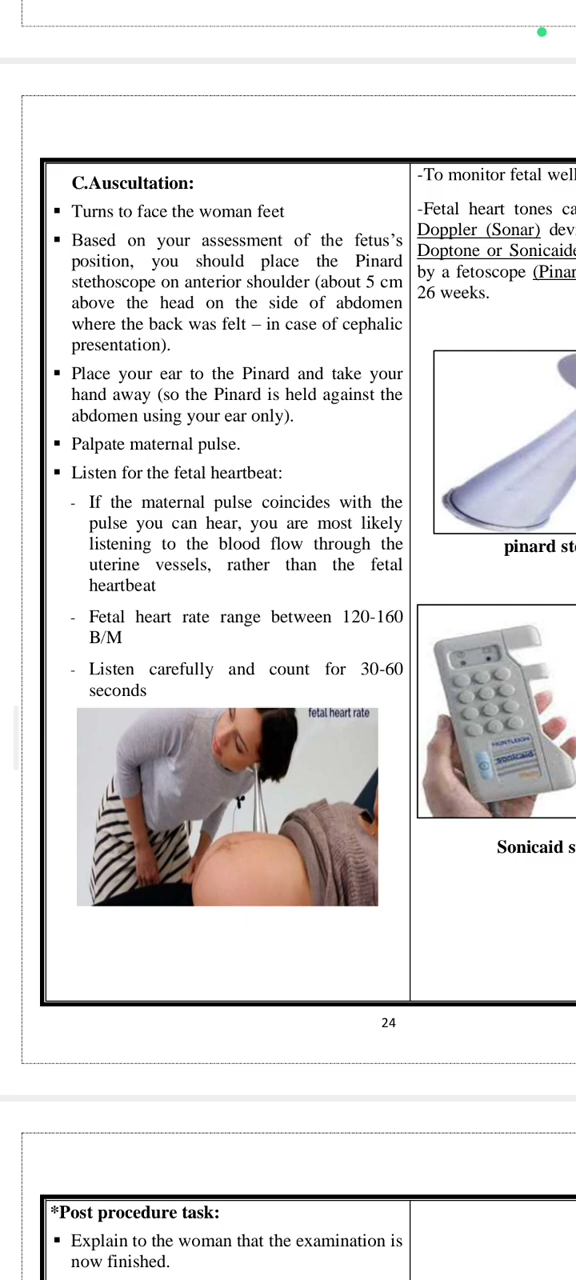 C.Auscultation:
▪ Turns to face the woman feet
▪ Based on your assessment of the fetus's
position, you should place the Pinard
stethoscope on anterior shoulder (about 5 cm
above the head on the side of abdomen
where the back was felt – in case of cephalic
presentation).
▪ Place your ear to the Pinard and take your
hand away (so the Pinard is held against the
abdomen using your ear only).
▪ Palpate maternal pulse.
▪ Listen for the fetal heartbeat:
- If the maternal pulse coincides with the
pulse you can hear, you are most likely
listening to the blood flow through the
uterine vessels, rather than the fetal
heartbeat
- Fetal heart rate range between 120-160
B/M
- Listen carefully and count for 30-60
seconds
fetal heart rate
-To monitor fetal well
-Fetal heart tones ca
Doppler (Sonar) dev
Doptone or Sonicaid
by a fetoscope (Pinar
26 weeks.
pinard st
HUNTLEIGH
sonicaid
Sonicaid s
24
*Post procedure task:
▪ Explain to the woman that the examination is
now finished.